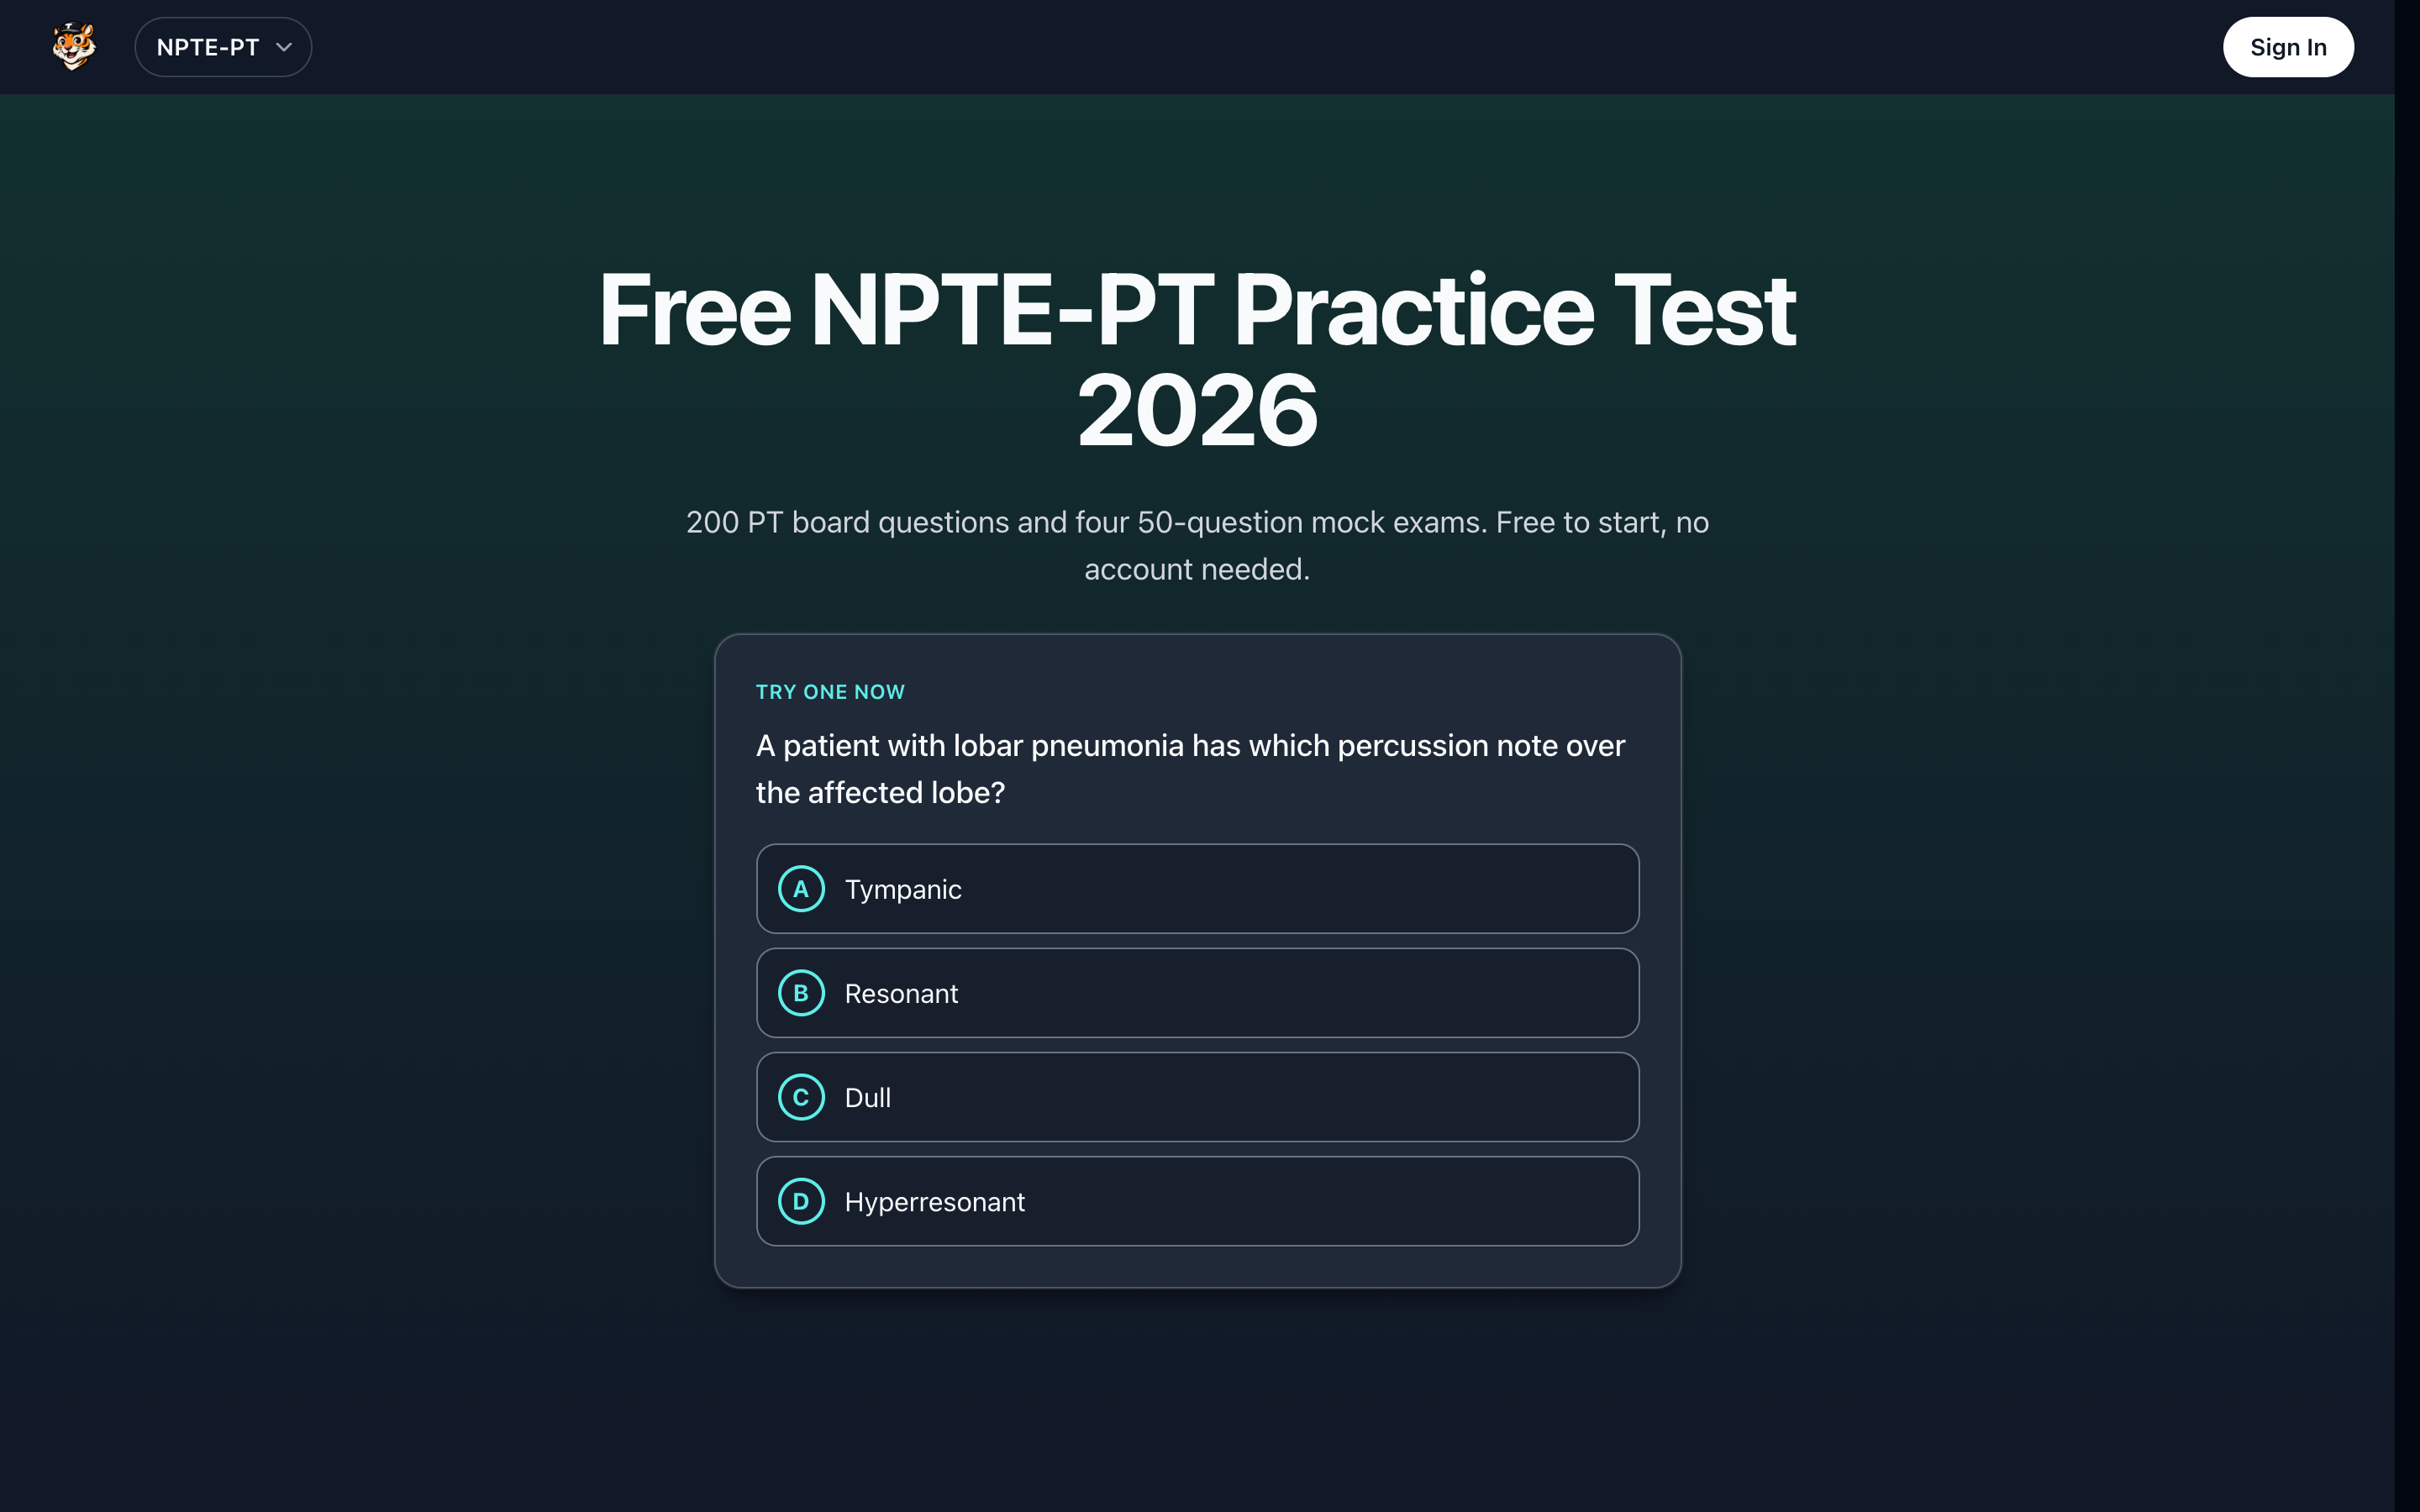 NPTE-PT
Sign In
Free NPTE-PT Practice Test
2026
200 PT board questions and four 50-question mock exams. Free to start, no
account needed.
TRY ONE NOW
A patient with lobar pneumonia has which percussion note over
the affected lobe?
A Tympanic
B Resonant
C Dull
D Hyperresonant